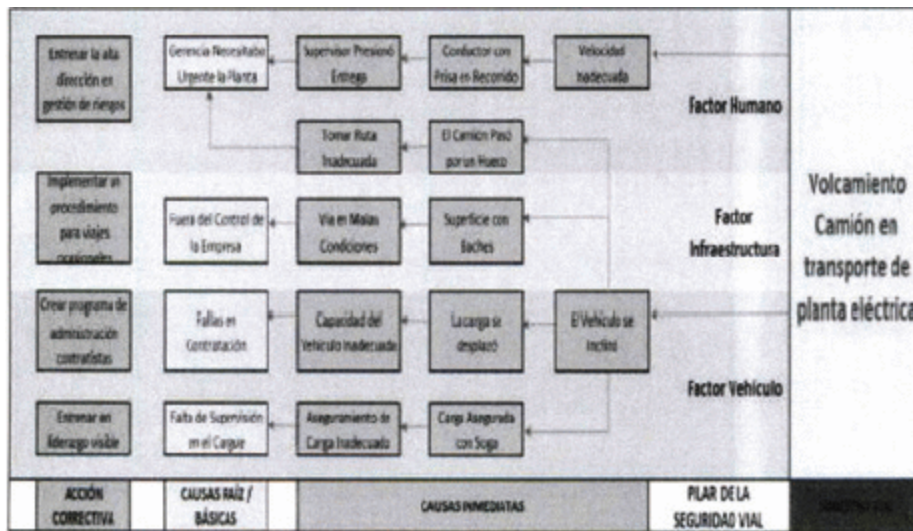 Entrenar la alta
dirección en
gestión de riesgos
Gerencia Necesitaba
Urgente la Planta
Supervisor Presionó
Entrega
Conductor con
Prisa en Recorrido
Velocidad
Inadecuada
Factor Humano
Tomar Ruta
Inadecuada
El Camión Pasó
por un Hueco
Implementar un
procedimiento
para viajes
ocasionales
Fuera del Control de
la Empresa
Vía en Malas
Condiciones
Superficie con
Baches
Factor
Infraestructura
Volcamiento
Camión en
transporte de
planta eléctrica
Crear programa de
administración
contratistas
Fallas en
Contratación
Capacidad del
Vehículo Inadecuada
La carga se
desplazó
El Vehículo se
Inclinó
Factor Vehículo
Entrenar en
liderazgo visible
Falta de Supervisión
en el Cargue
Aseguramiento de
Carga Inadecuada
Carga Asegurada
con Soga
ACCIÓN
CORRECTIVA
CAUSAS RAÍZ /
BÁSICAS
CAUSAS INMEDIATAS
PILAR DE LA
SEGURIDAD VIAL